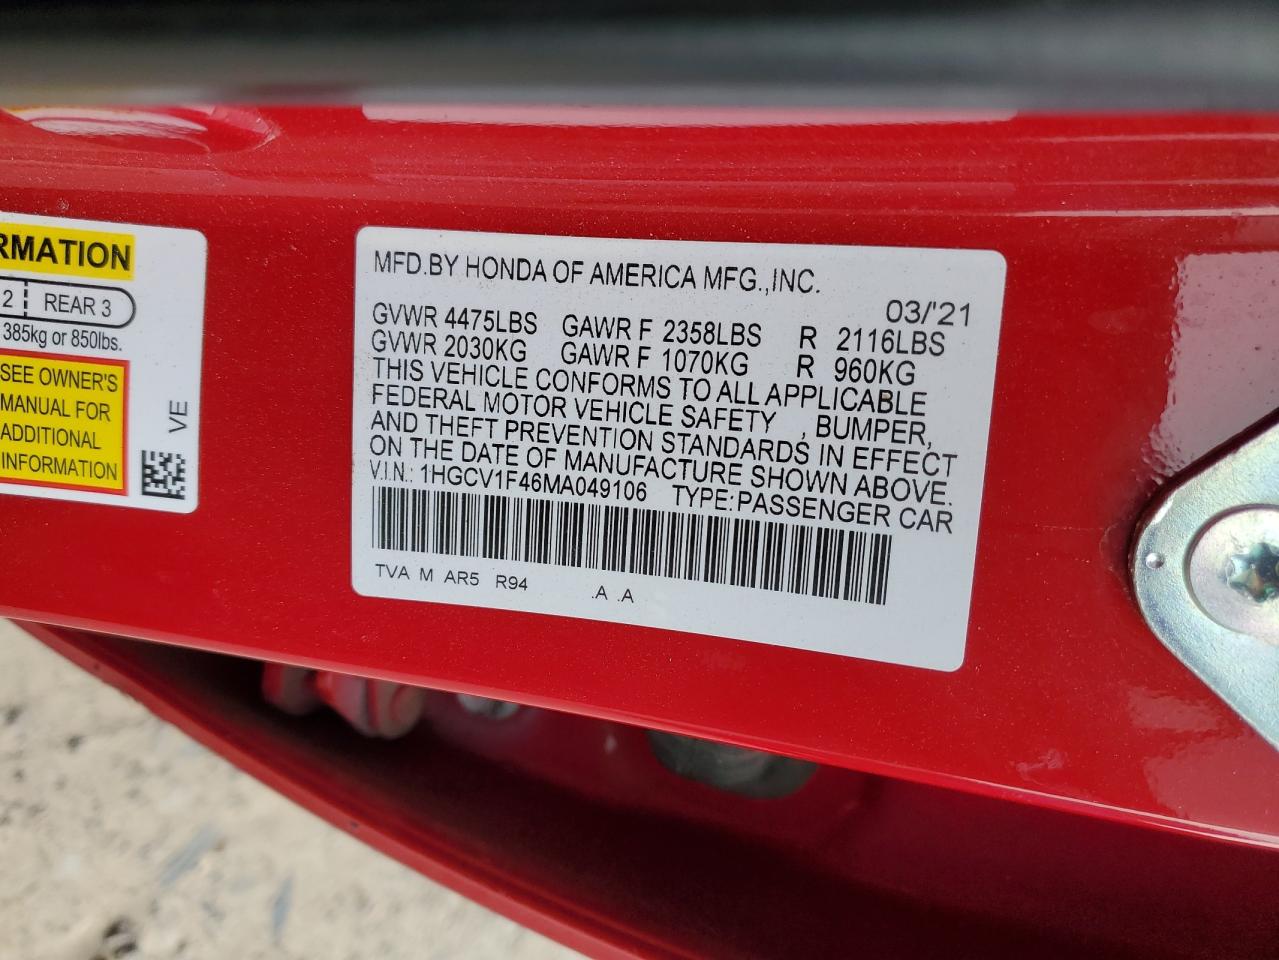 RMATION
2 REAR 3
385kg or 850lbs.
SEE OWNER'S
MANUAL FOR
ADDITIONAL
INFORMATION
VE
MFD.BY HONDA OF AMERICA MFG.,INC.
03/'21
GVWR 4475LBS GAWR F 2358LBS R 2116LBS
GVWR 2030KG GAWR F 1070KG R 960KG
THIS VEHICLE CONFORMS TO ALL APPLICABLE
FEDERAL MOTOR VEHICLE SAFETY , BUMPER,
AND THEFT PREVENTION STANDARDS IN EFFECT
ON THE DATE OF MANUFACTURE SHOWN ABOVE.
V.I.N.: 1HGCV1F46MA049106 TYPE:PASSENGER CAR
TVA M AR5 R94 .A .A